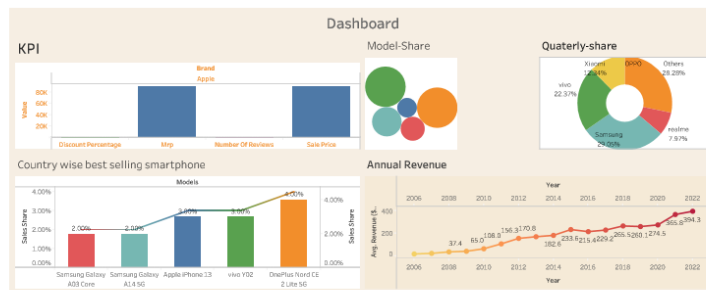 Dashboard
KPI
Brand
Apple
Value
80K
60K
40K
20K
Discount Percentage
Mrp
Number Of Reviews
Sale Price
Model-Share
Quaterly-share
Xiaomi
(OPPO)
Others
28.28%
vivo
22.37%
Samsung
realme
7.97%
Country wise best selling smartphone
Models
4.00%
3.00%
2.00%
1.00%
0.00%
Sales Share
2.00%
2.00%
3.00%
3.00%
4.00%
4.00%
2.00%
0.00%
Sales Share
Samsung Galaxy
A03 Core
Samsung Galaxy
A14 5G
Apple iPhone 13
vivo Y02
OnePlus Nord CE
2 Lite 5G
Annual Revenue
Year
2006 2008 2010 2012 2014 2016 2018 2020 2022
Avg. Revenue ($..
400
200
0
37.4
65.0
156.3
170.8
182.6
233.6
215.4
229.2
265.5
260.1
274.5
365.8
394.3
2006 2008 2010 2012 2014 2016 2018 2020 2022
Year